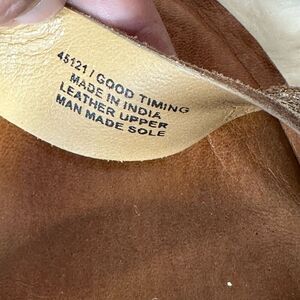 45121 / GOOD TIMING
MADE IN INDIA
LEATHER UPPER
MAN MADE SOLE